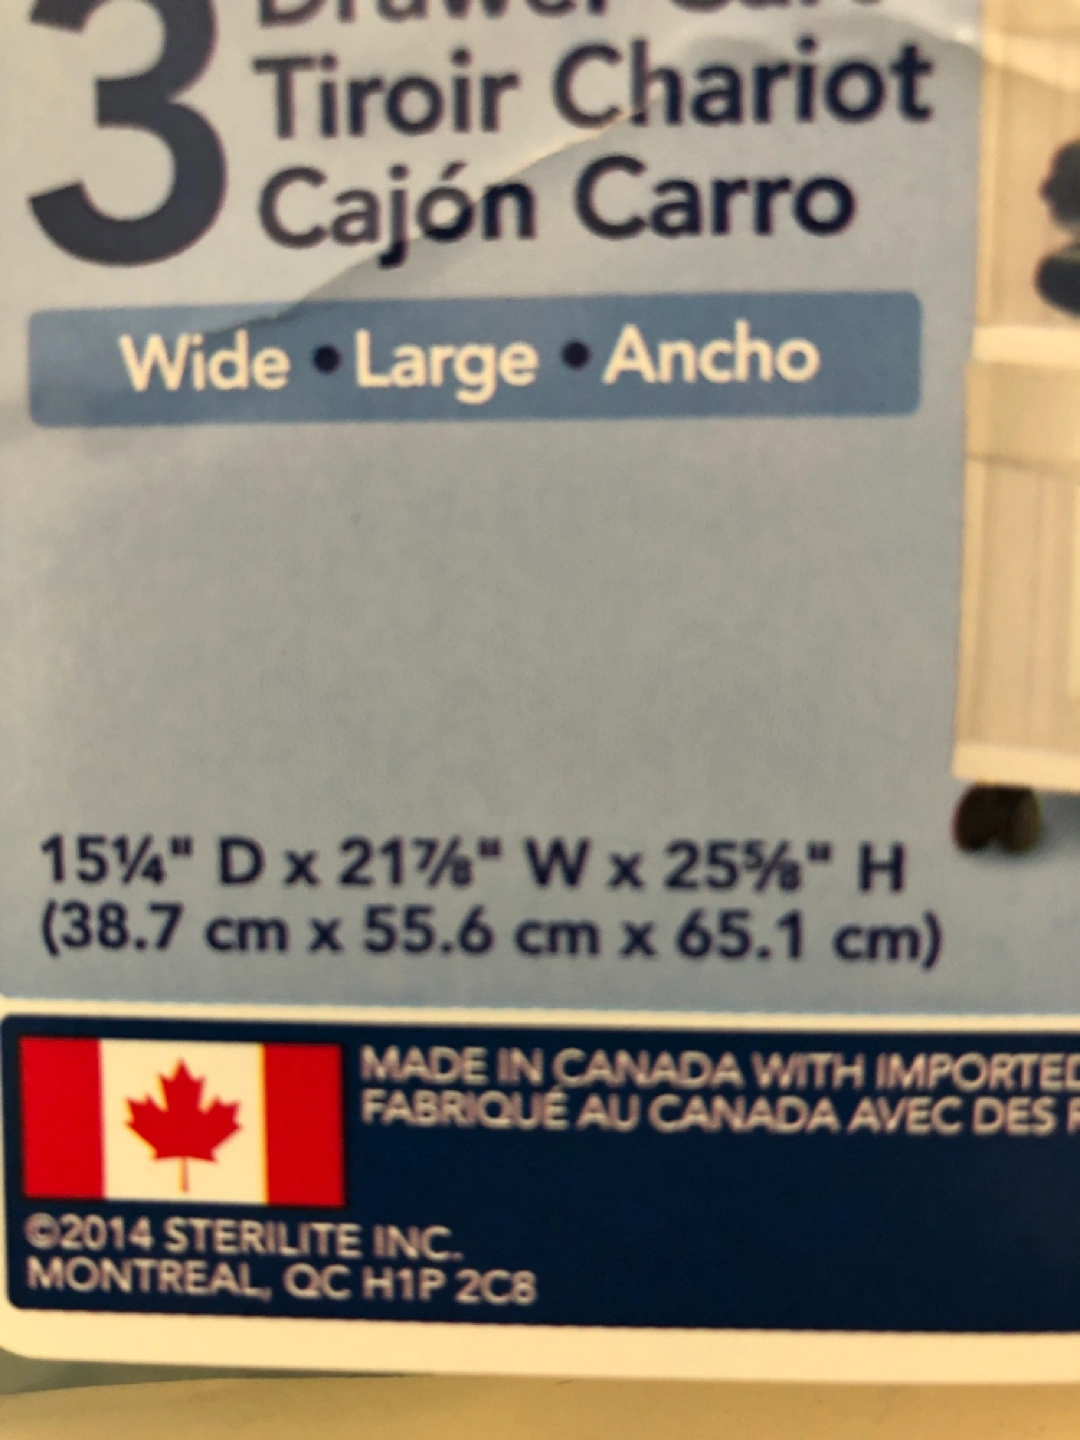 3 Drawer Cart
Tiroir Chariot
Cajón Carro
Wide • Large • Ancho
15¼" D x 21⅞" W x 25⅝" H
(38.7 cm x 55.6 cm x 65.1 cm)
MADE IN CANADA WITH IMPORTED
FABRIQUÉ AU CANADA AVEC DES
©2014 STERILITE INC.
MONTREAL, QC H1P 2C8